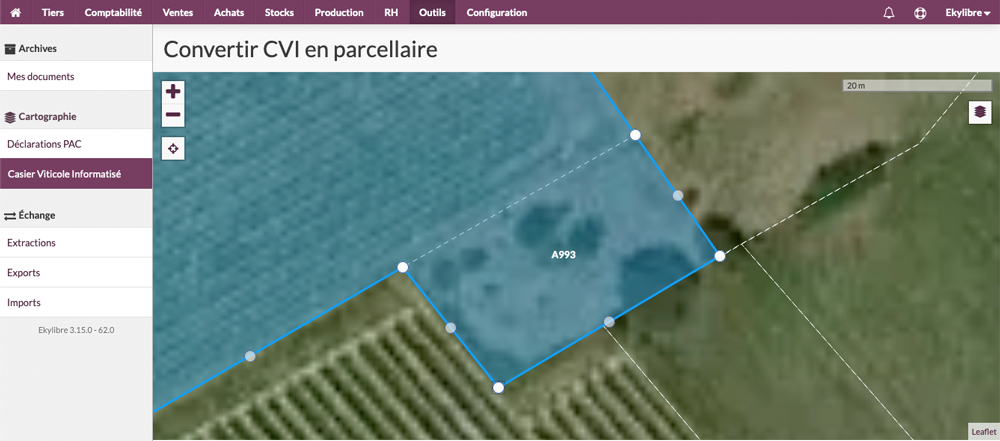 Tiers Comptabilité Ventes Achats Stocks Production RH Outils Configuration Ekylibre
Archives
Mes documents
Cartographie
Déclarations PAC
Casier Viticole Informatisé
Échange
Extractions
Exports
Imports
Ekylibre 3.15.0 - 62.0
Convertir CVI en parcellaire
+
−
20 m
A993
Leaflet